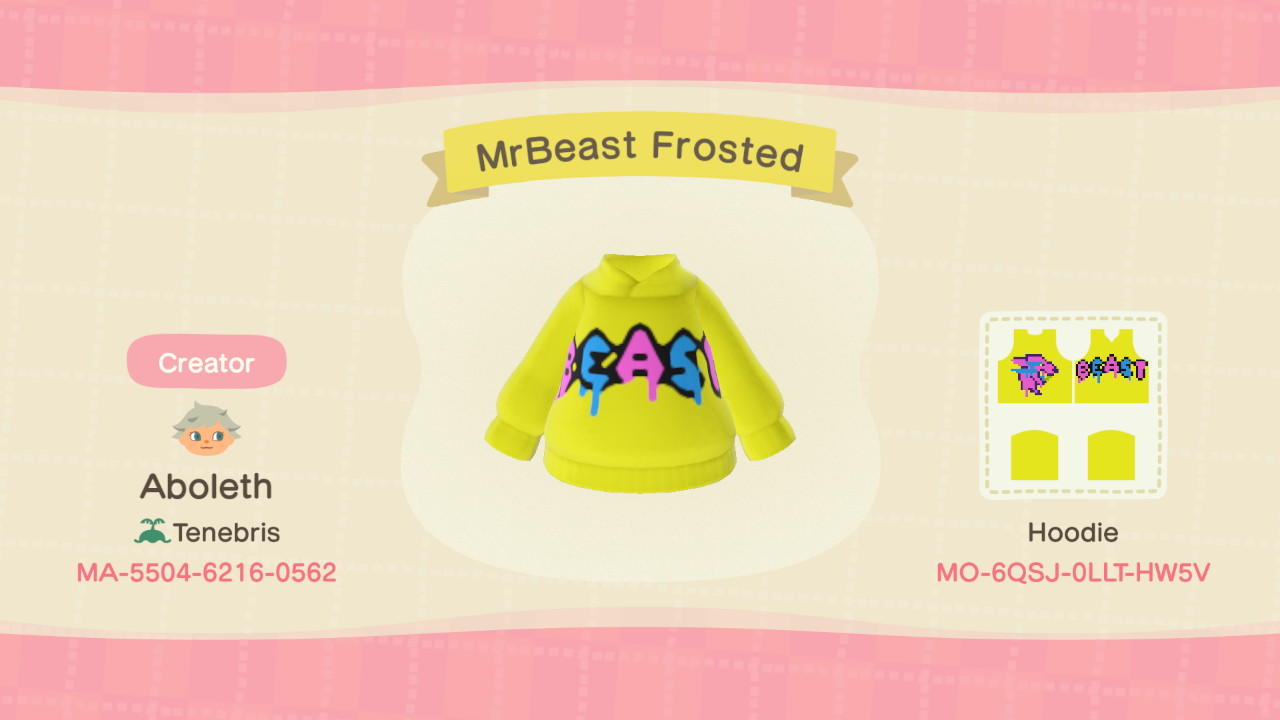 MrBeast Frosted
BEAST
BEAST
Creator
Aboleth
Tenebris
MA-5504-6216-0562
Hoodie
MO-6QSJ-0LLT-HW5V